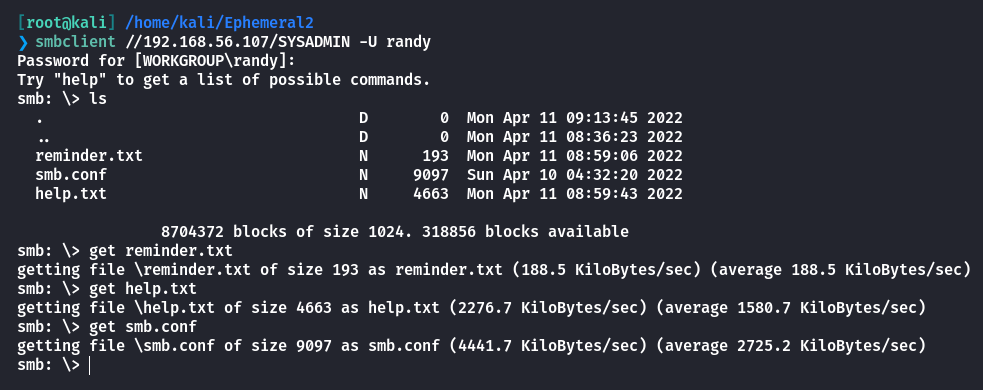 [root@kali] /home/kali/Ephemeral2
❯ smbclient //192.168.56.107/SYSADMIN -U randy
Password for [WORKGROUP\randy]:
Try "help" to get a list of possible commands.
smb: \> ls
  .                                   D        0  Mon Apr 11 09:13:45 2022
  ..                                  D        0  Mon Apr 11 08:36:23 2022
  reminder.txt                        N      193  Mon Apr 11 08:59:06 2022
  smb.conf                            N     9097  Sun Apr 10 04:32:20 2022
  help.txt                            N     4663  Mon Apr 11 08:59:43 2022
                8704372 blocks of size 1024. 318856 blocks available
smb: \> get reminder.txt
getting file \reminder.txt of size 193 as reminder.txt (188.5 KiloBytes/sec) (average 188.5 KiloBytes/sec)
smb: \> get help.txt
getting file \help.txt of size 4663 as help.txt (2276.7 KiloBytes/sec) (average 1580.7 KiloBytes/sec)
smb: \> get smb.conf
getting file \smb.conf of size 9097 as smb.conf (4441.7 KiloBytes/sec) (average 2725.2 KiloBytes/sec)
smb: \>